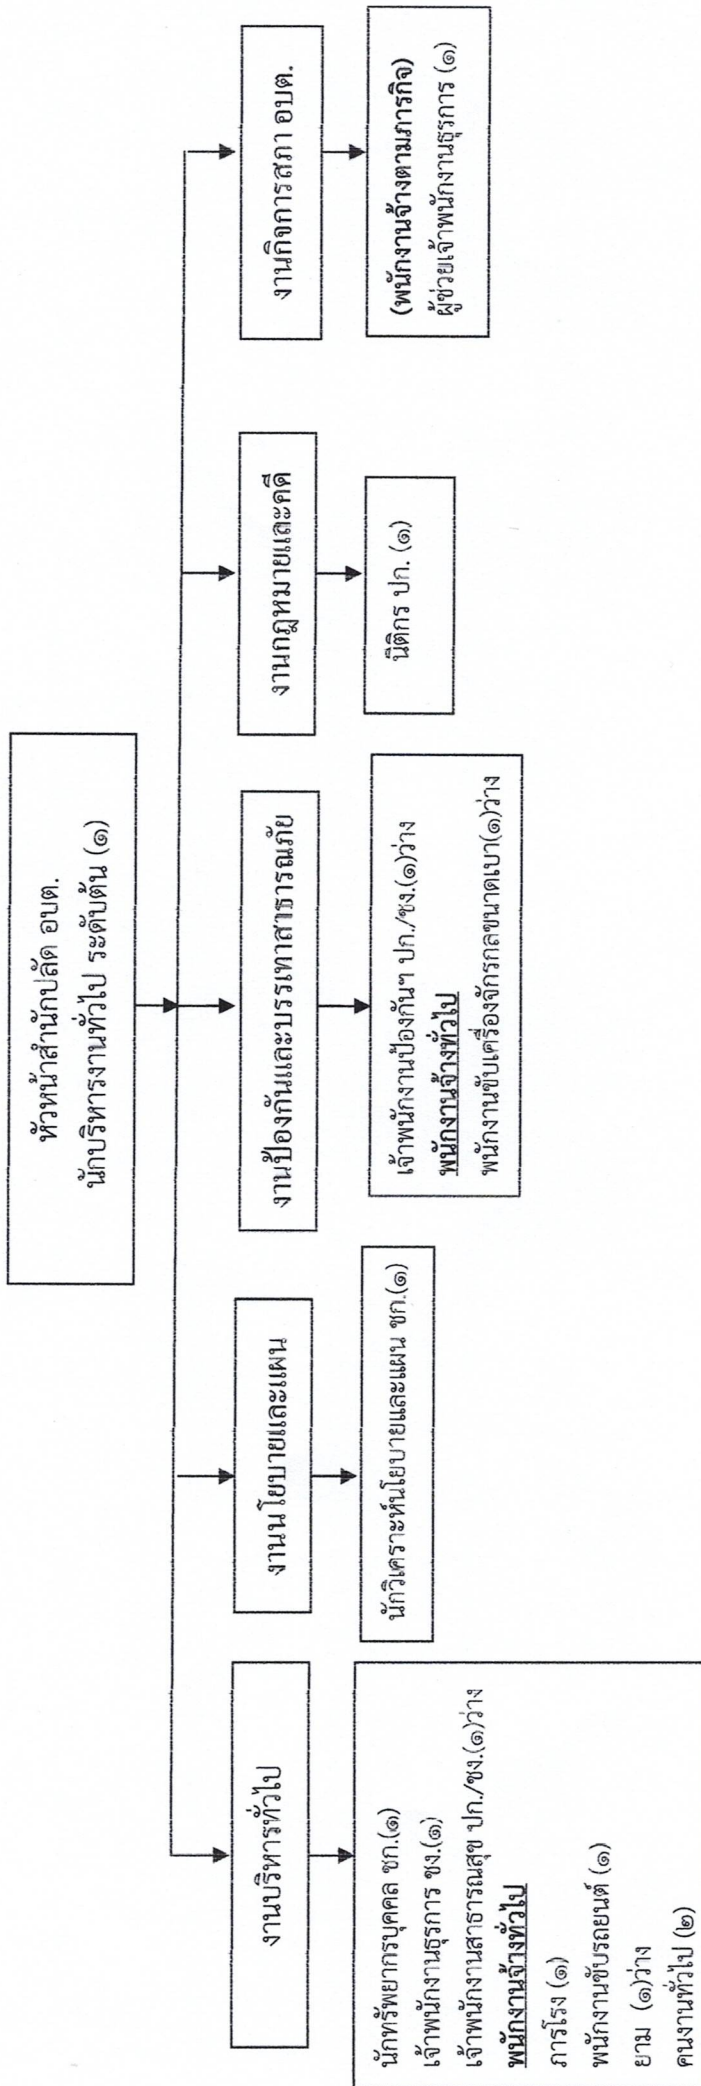 หัวหน้าสำนักปลัด อบต.
นักบริหารงานทั่วไป ระดับต้น (๑)
งานบริหารทั่วไป
นักทรัพยากรบุคคล ชก.(๑)
เจ้าพนักงานธุรการ ชง.(๑)
เจ้าพนักงานสาธารณสุข ปก./ชง.(๑)ว่าง
พนักงานจ้างทั่วไป
ภารโรง (๑)
พนักงานขับรถยนต์ (๑)
ยาม (๑)ว่าง
คนงานทั่วไป (๒)
งานนโยบายและแผน
นักวิเคราะห์นโยบายและแผน ชก.(๑)
งานป้องกันและบรรเทาสาธารณภัย
เจ้าพนักงานป้องกันฯ ปก./ชง.(๑)ว่าง
พนักงานจ้างทั่วไป
พนักงานขับเครื่องจักรกลขนาดเบา(๑)ว่าง
งานกฎหมายและคดี
นิติกร ปก. (๑)
งานกิจการสภา อบต.
(พนักงานจ้างตามภารกิจ)
ผู้ช่วยเจ้าพนักงานธุรการ (๑)